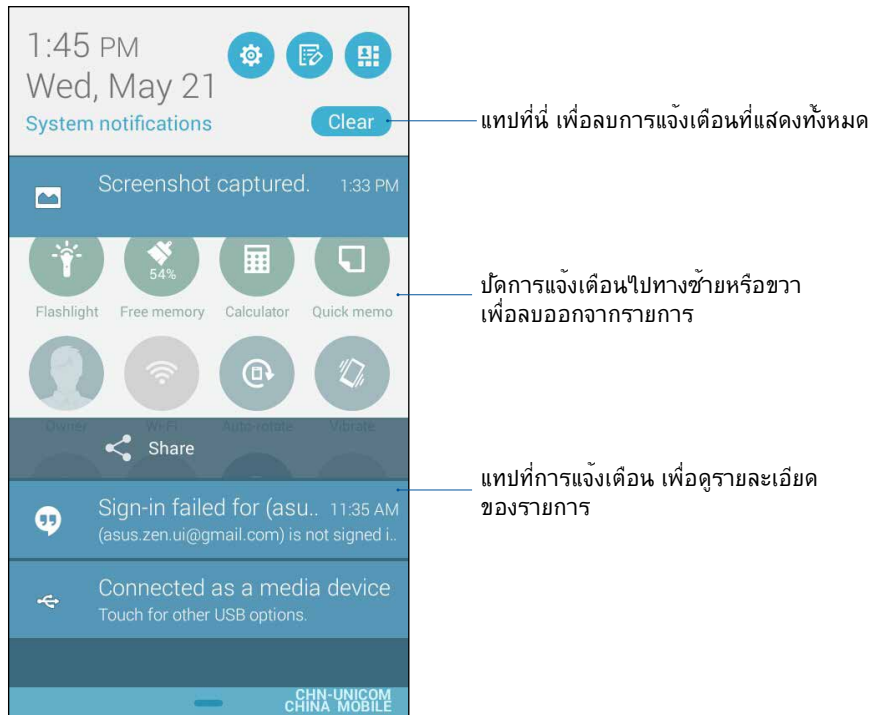 1:45 PM
Wed, May 21
System notifications
Clear
แทปที่นี่ เพื่อลบการแจ้งเตือนที่แสดงทั้งหมด
Screenshot captured. 1:33 PM
54%
Flashlight Free memory Calculator Quick memo
ปัดการแจ้งเตือนไปทางซ้ายหรือขวา
เพื่อลบออกจากรายการ
Owner Wi-Fi Auto-rotate Vibrate
Share
แทปที่การแจ้งเตือน เพื่อดูรายละเอียด
ของรายการ
Sign-in failed for (asu.. 11:35 AM
(asus.zen.ui@gmail.com) is not signed i..
Connected as a media device
Touch for other USB options.
CHN-UNICOM
CHINA MOBILE